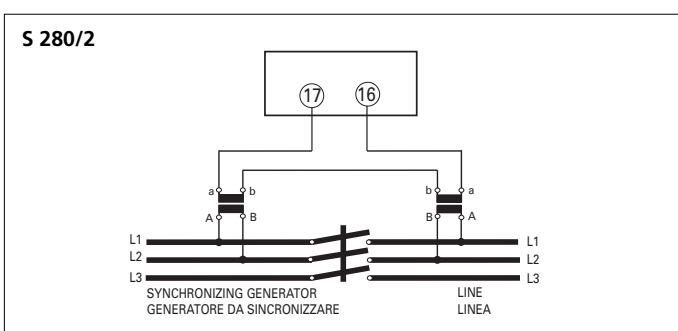 S 280/2
17 16
a b b a
A B B A
L1 L1
L2 L2
L3 L3
SYNCHRONIZING GENERATOR LINE
GENERATORE DA SINCRONIZZARE LINEA